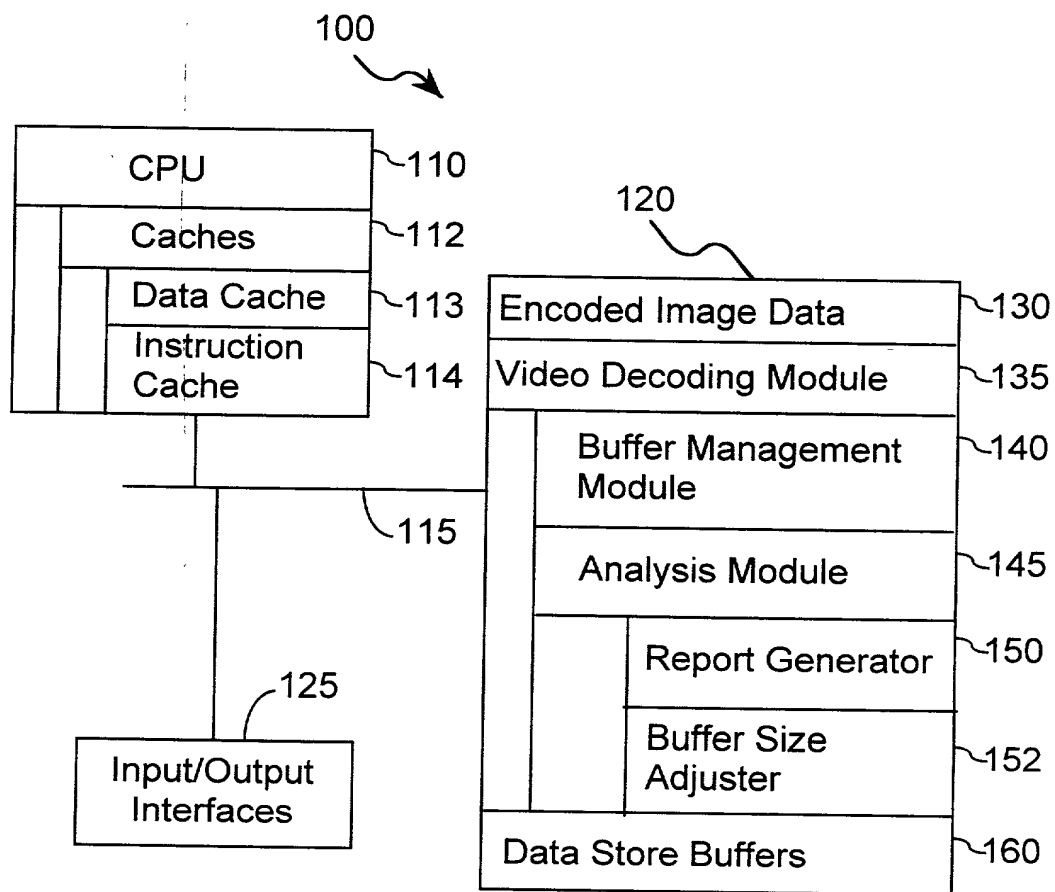 100
CPU
110
Caches
112
Data Cache
113
Instruction
Cache
114
120
Encoded Image Data
130
Video Decoding Module
135
Buffer Management
Module
140
115
Analysis Module
145
Report Generator
150
125
Input/Output
Interfaces
Buffer Size
Adjuster
152
Data Store Buffers
160